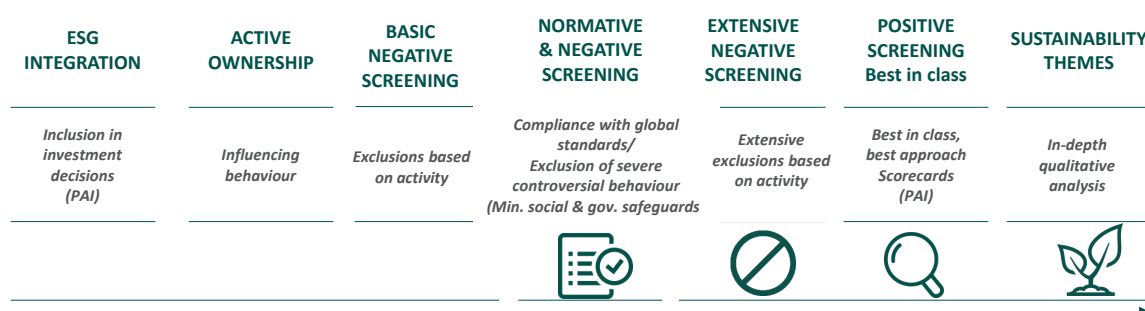 ESG
INTEGRATION
ACTIVE
OWNERSHIP
BASIC
NEGATIVE
SCREENING
NORMATIVE
& NEGATIVE
SCREENING
EXTENSIVE
NEGATIVE
SCREENING
POSITIVE
SCREENING
Best in class
SUSTAINABILITY
THEMES
Inclusion in
investment
decisions
(PAI)
Influencing
behaviour
Exclusions based
on activity
Compliance with global
standards/
Exclusion of severe
controversial behaviour
(Min. social & gov. safeguards
Extensive
exclusions based
on activity
Best in class,
best approach
Scorecards
(PAI)
In-depth
qualitative
analysis